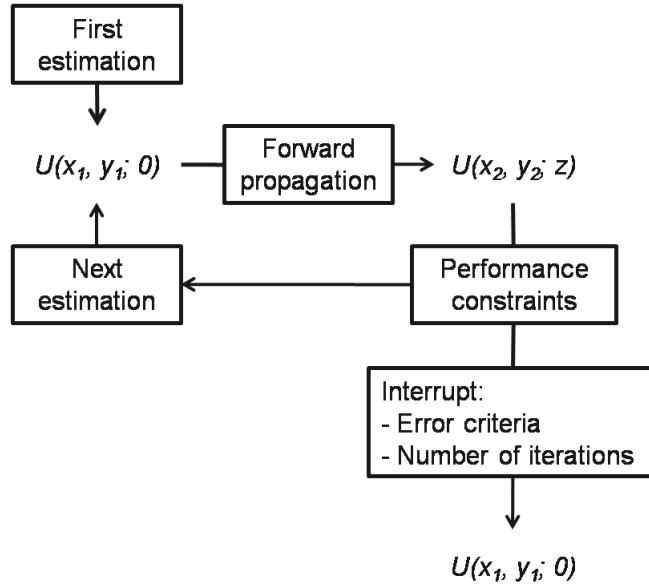 First
estimation
U(x₁, y₁; 0)
Forward
propagation
U(x₂, y₂; z)
Next
estimation
Performance
constraints
Interrupt:
- Error criteria
- Number of iterations
U(x₁, y₁; 0)